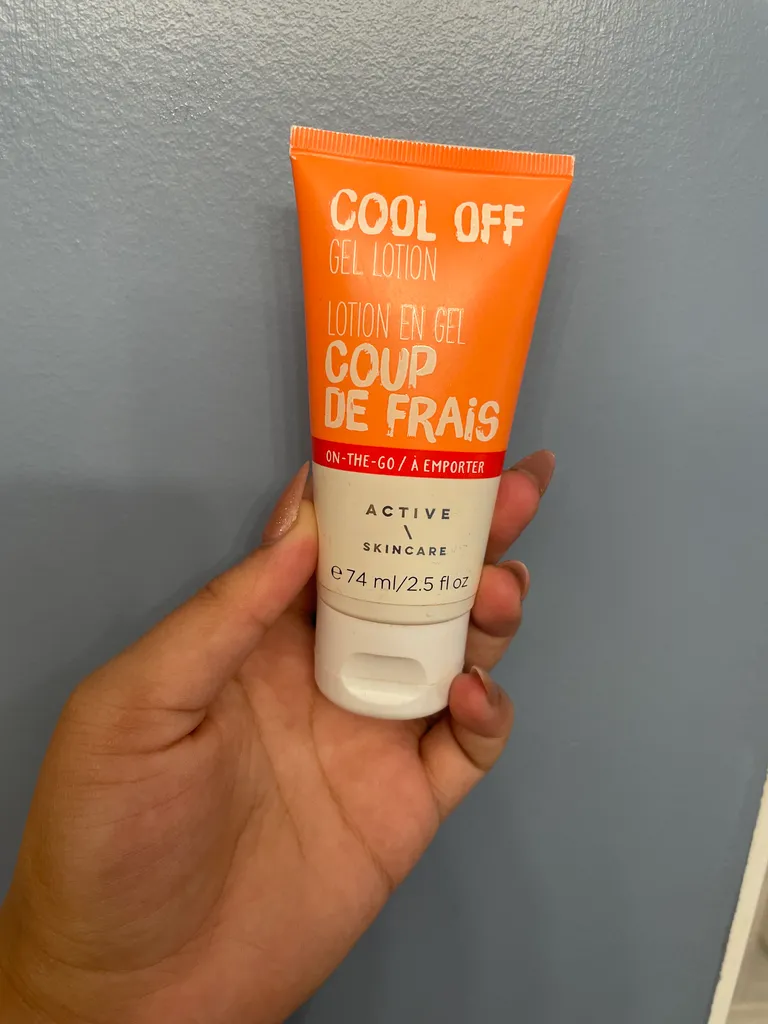 COOL OFF
GEL LOTION
LOTION EN GEL
COUP
DE FRAiS
ON-THE-GO / À EMPORTER
ACTIVE
\
SKINCARE
℮ 74 ml/2.5 fl oz